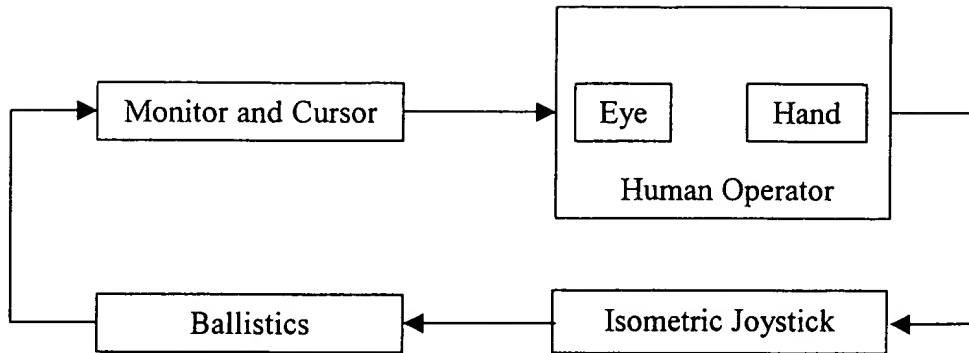 Monitor and Cursor
Eye
Hand
Human Operator
Ballistics
Isometric Joystick